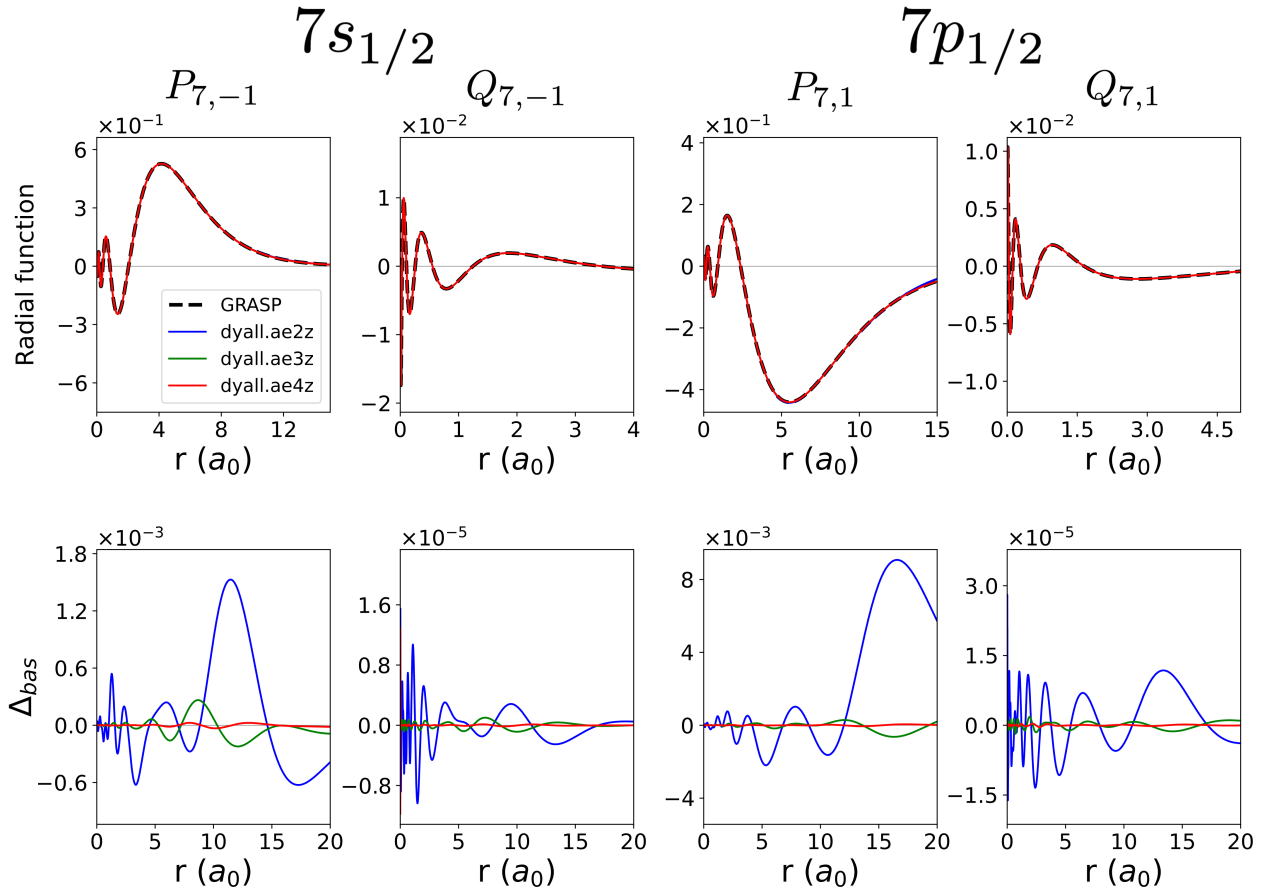 7s1/2 7p1/2
P7,−1 Q7,−1 P7,1 Q7,1
×10−1 ×10−2 ×10−1 ×10−2
Radial function
6
3
0
−3
−6
GRASP
dyall.ae2z
dyall.ae3z
dyall.ae4z
0 4 8 12
r (a0)
1
0
−1
−2
0 1 2 3 4
r (a0)
4
2
0
−2
−4
0 5 10 15
r (a0)
1.0
0.5
0.0
−0.5
−1.0
0.0 1.5 3.0 4.5
r (a0)
×10−3 ×10−5 ×10−3 ×10−5
Δbas
1.8
1.2
0.6
0.0
−0.6
0 5 10 15 20
r (a0)
1.6
0.8
0.0
−0.8
0 5 10 15 20
r (a0)
8
4
0
−4
0 5 10 15 20
r (a0)
3.0
1.5
0.0
−1.5
0 5 10 15 20
r (a0)